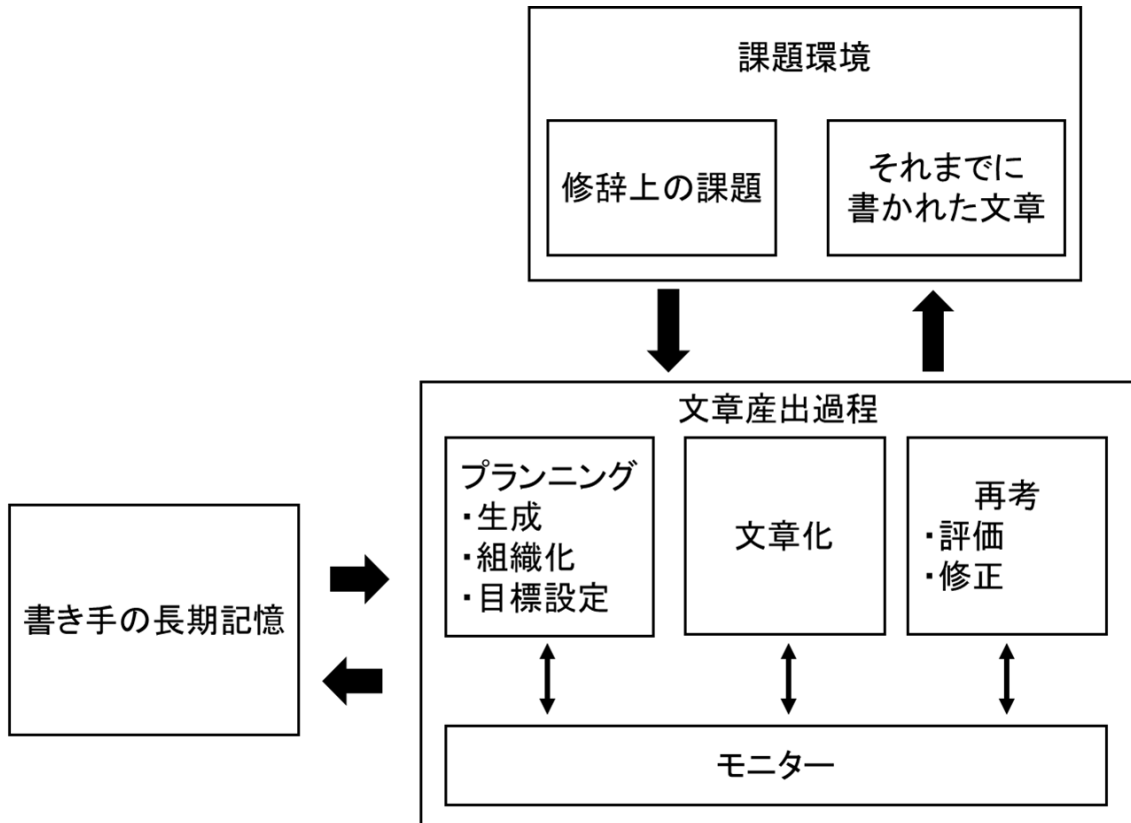 課題環境
修辞上の課題
それまでに
書かれた文章
文章産出過程
プランニング
・生成
・組織化
・目標設定
文章化
再考
・評価
・修正
書き手の長期記憶
モニター